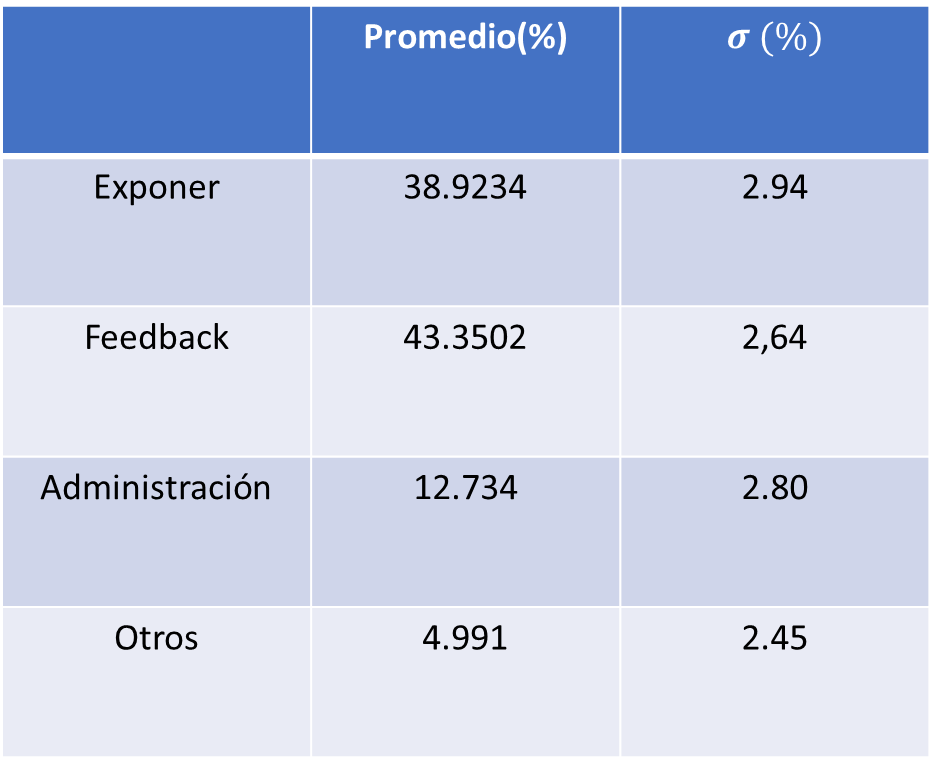 Promedio(%) σ (%)
Exponer 38.9234 2.94
Feedback 43.3502 2,64
Administración 12.734 2.80
Otros 4.991 2.45